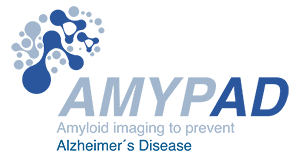 AMYPAD
Amyloid imaging to prevent
Alzheimer´s Disease